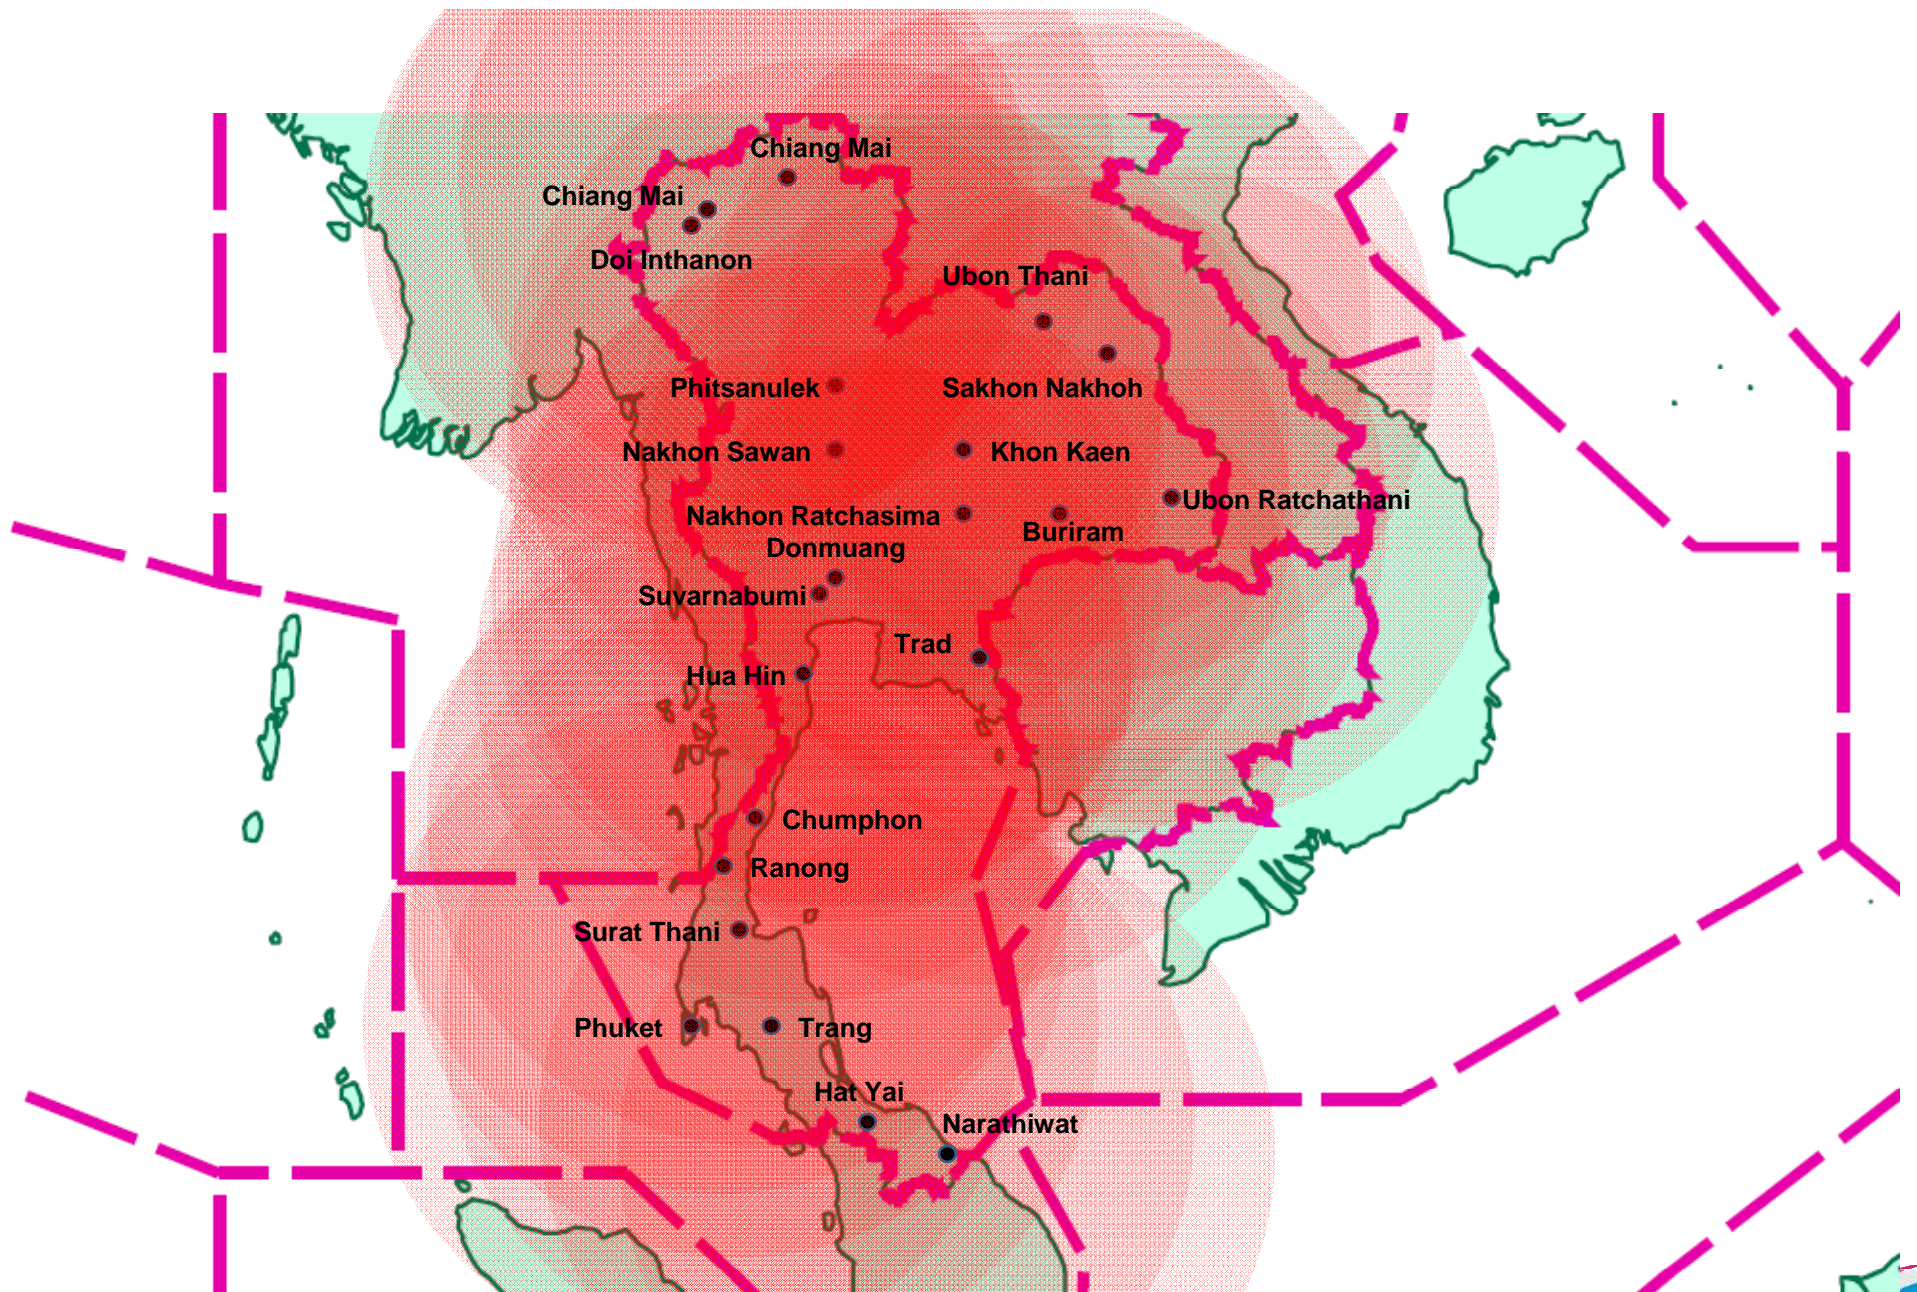 Chiang Mai
Chiang Mai
Doi Inthanon
Ubon Thani
Phitsanulek
Sakhon Nakhoh
Nakhon Sawan
Khon Kaen
Ubon Ratchathani
Nakhon Ratchasima
Buriram
Donmuang
Suvarnabumi
Trad
Hua Hin
Chumphon
Ranong
Surat Thani
Phuket
Trang
Hat Yai
Narathiwat